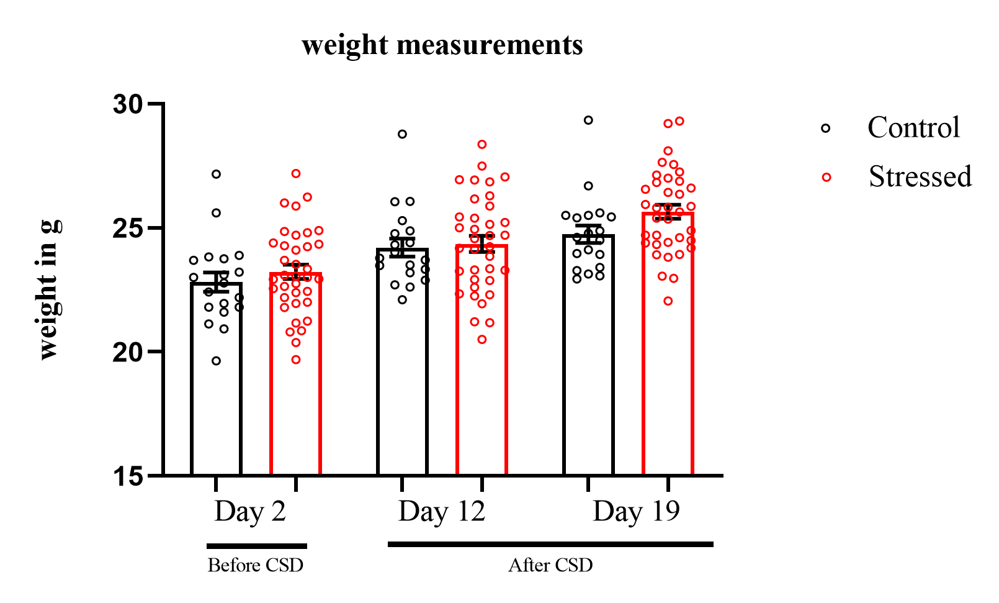 weight measurements
30
25
20
15
weight in g
Control
Stressed
Day 2
Day 12
Day 19
Before CSD
After CSD